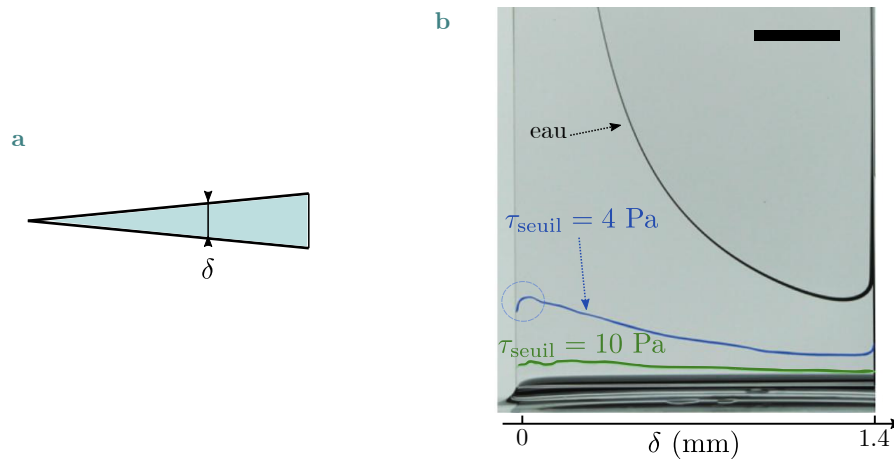 a
δ
b
eau
τseuil = 4 Pa
τseuil = 10 Pa
0
1.4
δ (mm)